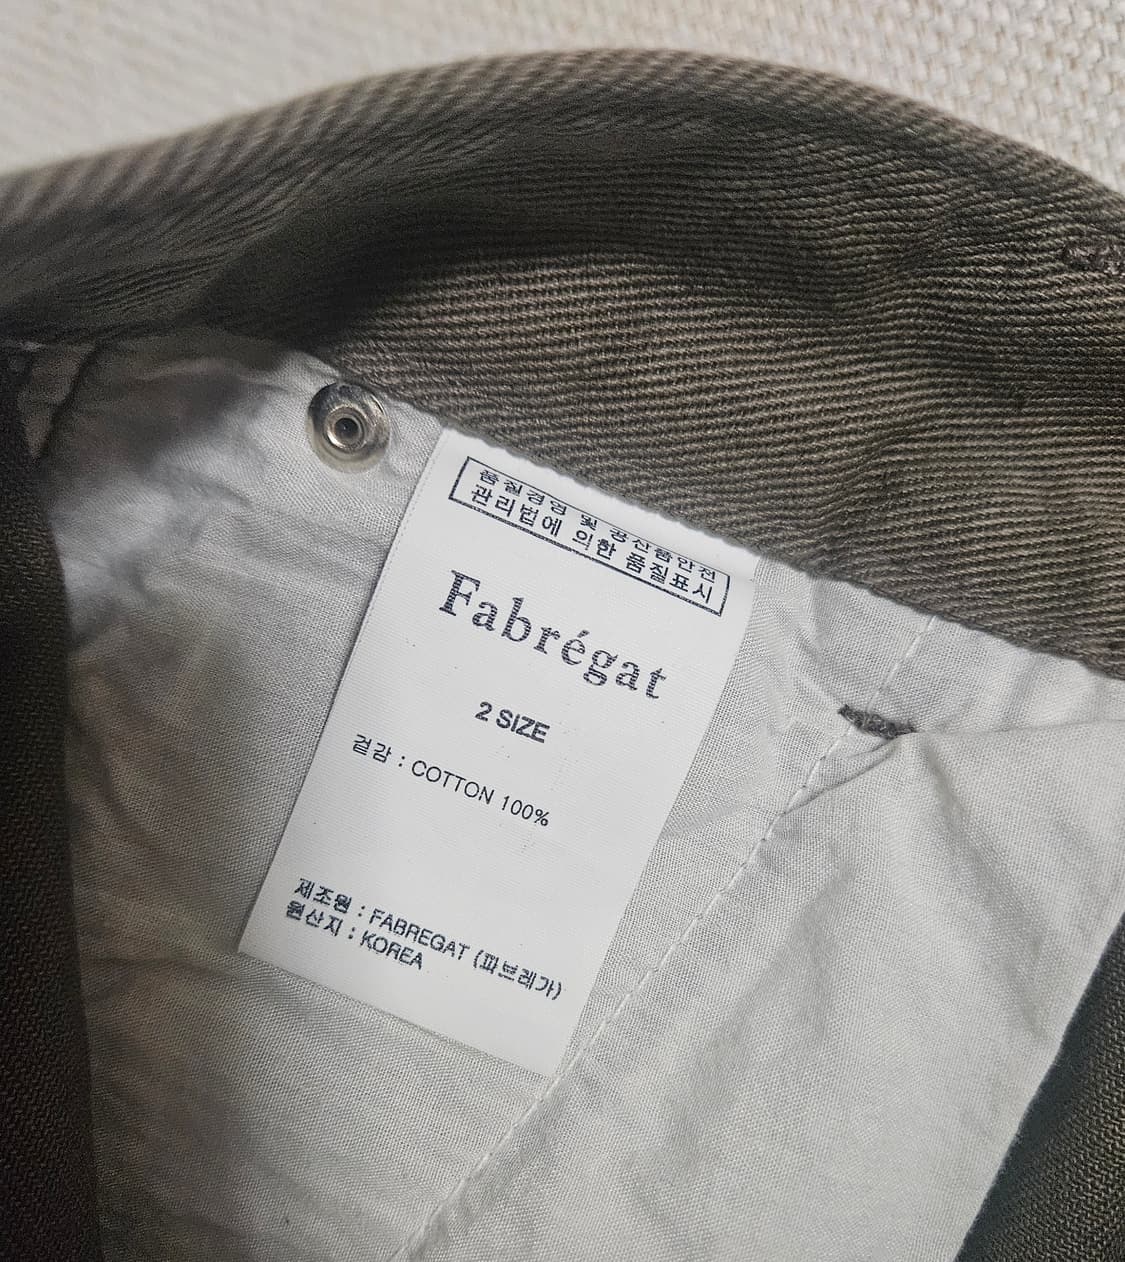 품질경영 및 공산품안전
관리법에 의한 품질표시
Fabrégat
2 SIZE
겉감 : COTTON 100%
제조원 : FABREGAT (파브레가)
원산지 : KOREA